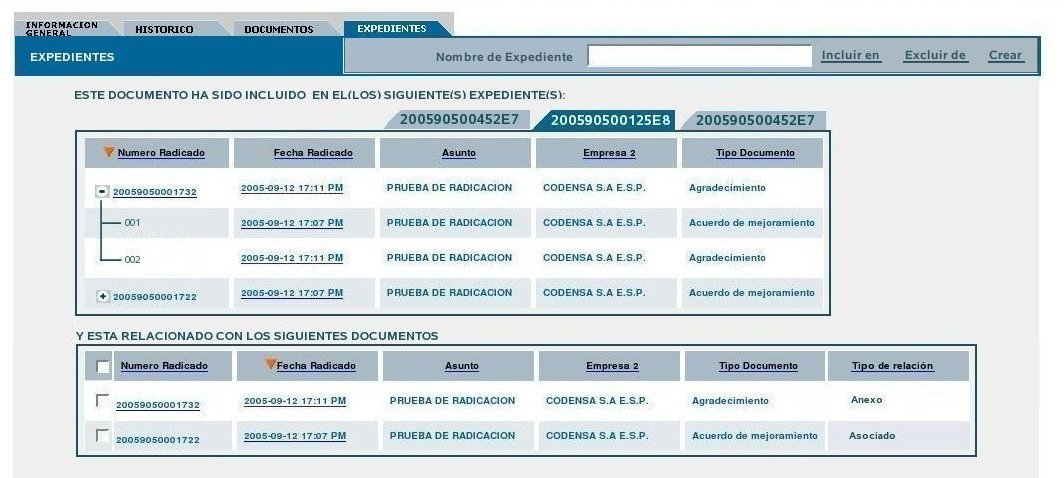 INFORMACION GENERAL HISTORICO DOCUMENTOS EXPEDIENTES
EXPEDIENTES Nombre de Expediente Incluir en Excluir de Crear
ESTE DOCUMENTO HA SIDO INCLUIDO EN EL(LOS) SIGUIENTE(S) EXPEDIENTE(S):
200590500452E7 200590500125E8 200590500452E7
Numero Radicado Fecha Radicado Asunto Empresa 2 Tipo Documento
20059050001732 2005-09-12 17:11 PM PRUEBA DE RADICACION CODENSA S.A E.S.P. Agradecimiento
001 2005-09-12 17:07 PM PRUEBA DE RADICACION CODENSA S.A E.S.P. Acuerdo de mejoramiento
002 2005-09-12 17:11 PM PRUEBA DE RADICACION CODENSA S.A E.S.P. Agradecimiento
20059050001722 2005-09-12 17:07 PM PRUEBA DE RADICACION CODENSA S.A E.S.P. Acuerdo de mejoramiento
Y ESTA RELACIONADO CON LOS SIGUIENTES DOCUMENTOS
Numero Radicado Fecha Radicado Asunto Empresa 2 Tipo Documento Tipo de relación
20059050001732 2005-09-12 17:11 PM PRUEBA DE RADICACION CODENSA S.A E.S.P. Agradecimiento Anexo
20059050001722 2005-09-12 17:07 PM PRUEBA DE RADICACION CODENSA S.A E.S.P. Acuerdo de mejoramiento Asociado